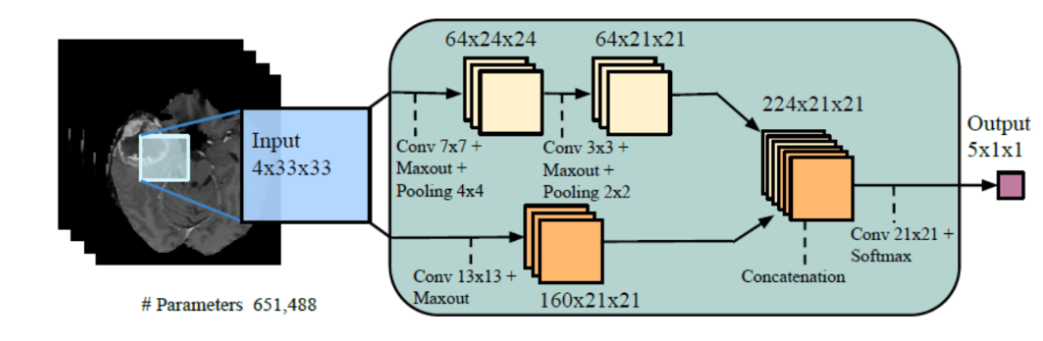 64x24x24
64x21x21
224x21x21
Output
5x1x1
Input
4x33x33
Conv 7x7 +
Maxout +
Pooling 4x4
Conv 3x3 +
Maxout +
Pooling 2x2
Conv 21x21 +
Softmax
Concatenation
Conv 13x13 +
Maxout
160x21x21
# Parameters 651,488